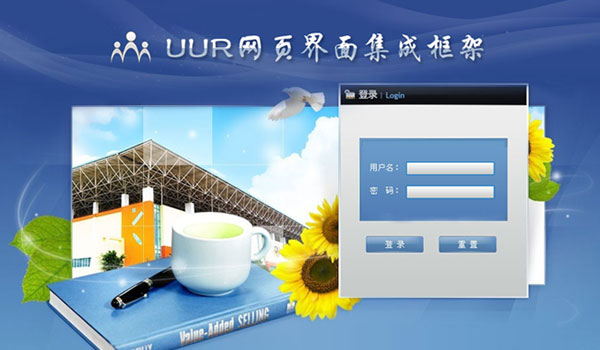 UUR网页界面集成框架
登录 | Login
用户名:
密 码:
登 录 重 置
Value-Added SELLING